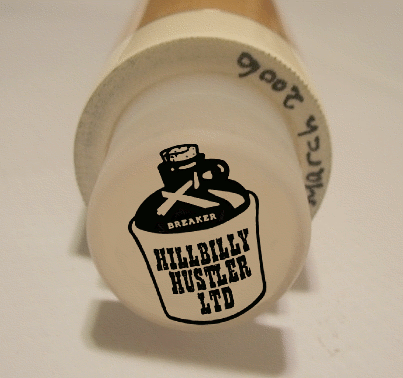 March 2006
X
BREAKER
HILLBILLY
HUSTLER
LTD